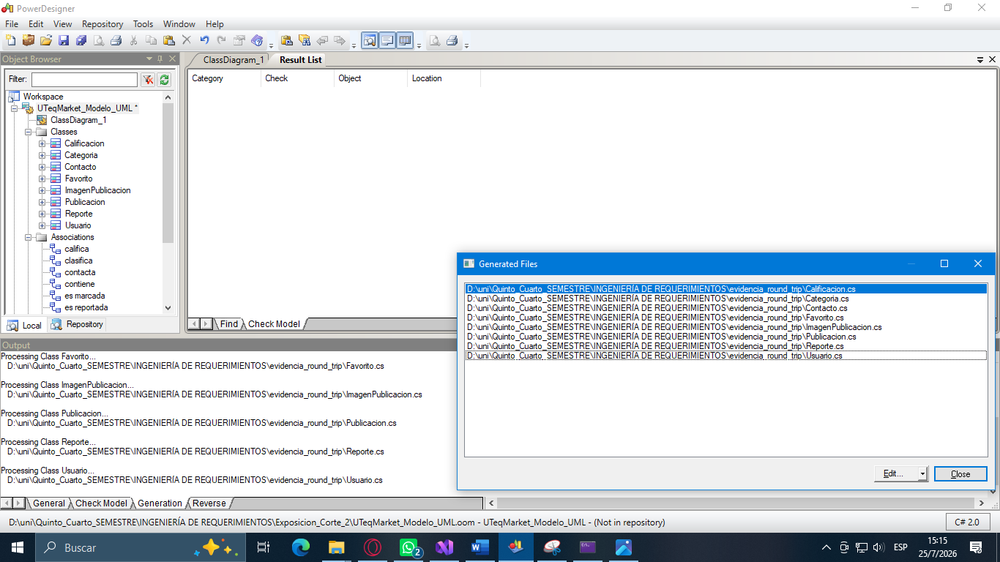 PowerDesigner
File Edit View Repository Tools Window Help
Object Browser
Filter:
Workspace
UTeqMarket_Modelo_UML *
ClassDiagram_1
Classes
Calificacion
Categoria
Contacto
Favorito
ImagenPublicacion
Publicacion
Reporte
Usuario
Associations
califica
clasifica
contacta
contiene
es marcada
es reportada
Local Repository
ClassDiagram_1 Result List
Category Check Object Location
Find Check Model
Generated Files
D:\uni\Quinto_Cuarto_SEMESTRE\INGENIERÍA DE REQUERIMIENTOS\evidencia_round_trip\Calificacion.cs
D:\uni\Quinto_Cuarto_SEMESTRE\INGENIERÍA DE REQUERIMIENTOS\evidencia_round_trip\Categoria.cs
D:\uni\Quinto_Cuarto_SEMESTRE\INGENIERÍA DE REQUERIMIENTOS\evidencia_round_trip\Contacto.cs
D:\uni\Quinto_Cuarto_SEMESTRE\INGENIERÍA DE REQUERIMIENTOS\evidencia_round_trip\Favorito.cs
D:\uni\Quinto_Cuarto_SEMESTRE\INGENIERÍA DE REQUERIMIENTOS\evidencia_round_trip\ImagenPublicacion.cs
D:\uni\Quinto_Cuarto_SEMESTRE\INGENIERÍA DE REQUERIMIENTOS\evidencia_round_trip\Publicacion.cs
D:\uni\Quinto_Cuarto_SEMESTRE\INGENIERÍA DE REQUERIMIENTOS\evidencia_round_trip\Reporte.cs
D:\uni\Quinto_Cuarto_SEMESTRE\INGENIERÍA DE REQUERIMIENTOS\evidencia_round_trip\Usuario.cs
Edit... Close
Output
Processing Class Favorito...
D:\uni\Quinto_Cuarto_SEMESTRE\INGENIERÍA DE REQUERIMIENTOS\evidencia_round_trip\Favorito.cs
Processing Class ImagenPublicacion...
D:\uni\Quinto_Cuarto_SEMESTRE\INGENIERÍA DE REQUERIMIENTOS\evidencia_round_trip\ImagenPublicacion.cs
Processing Class Publicacion...
D:\uni\Quinto_Cuarto_SEMESTRE\INGENIERÍA DE REQUERIMIENTOS\evidencia_round_trip\Publicacion.cs
Processing Class Reporte...
D:\uni\Quinto_Cuarto_SEMESTRE\INGENIERÍA DE REQUERIMIENTOS\evidencia_round_trip\Reporte.cs
Processing Class Usuario...
D:\uni\Quinto_Cuarto_SEMESTRE\INGENIERÍA DE REQUERIMIENTOS\evidencia_round_trip\Usuario.cs
General Check Model Generation Reverse
D:\uni\Quinto_Cuarto_SEMESTRE\INGENIERÍA DE REQUERIMIENTOS\Exposicion_Corte_2\UTeqMarket_Modelo_UML.oom - UTeqMarket_Modelo_UML - (Not in repository)
C# 2.0
Buscar
2
ESP
15:15
25/7/2026